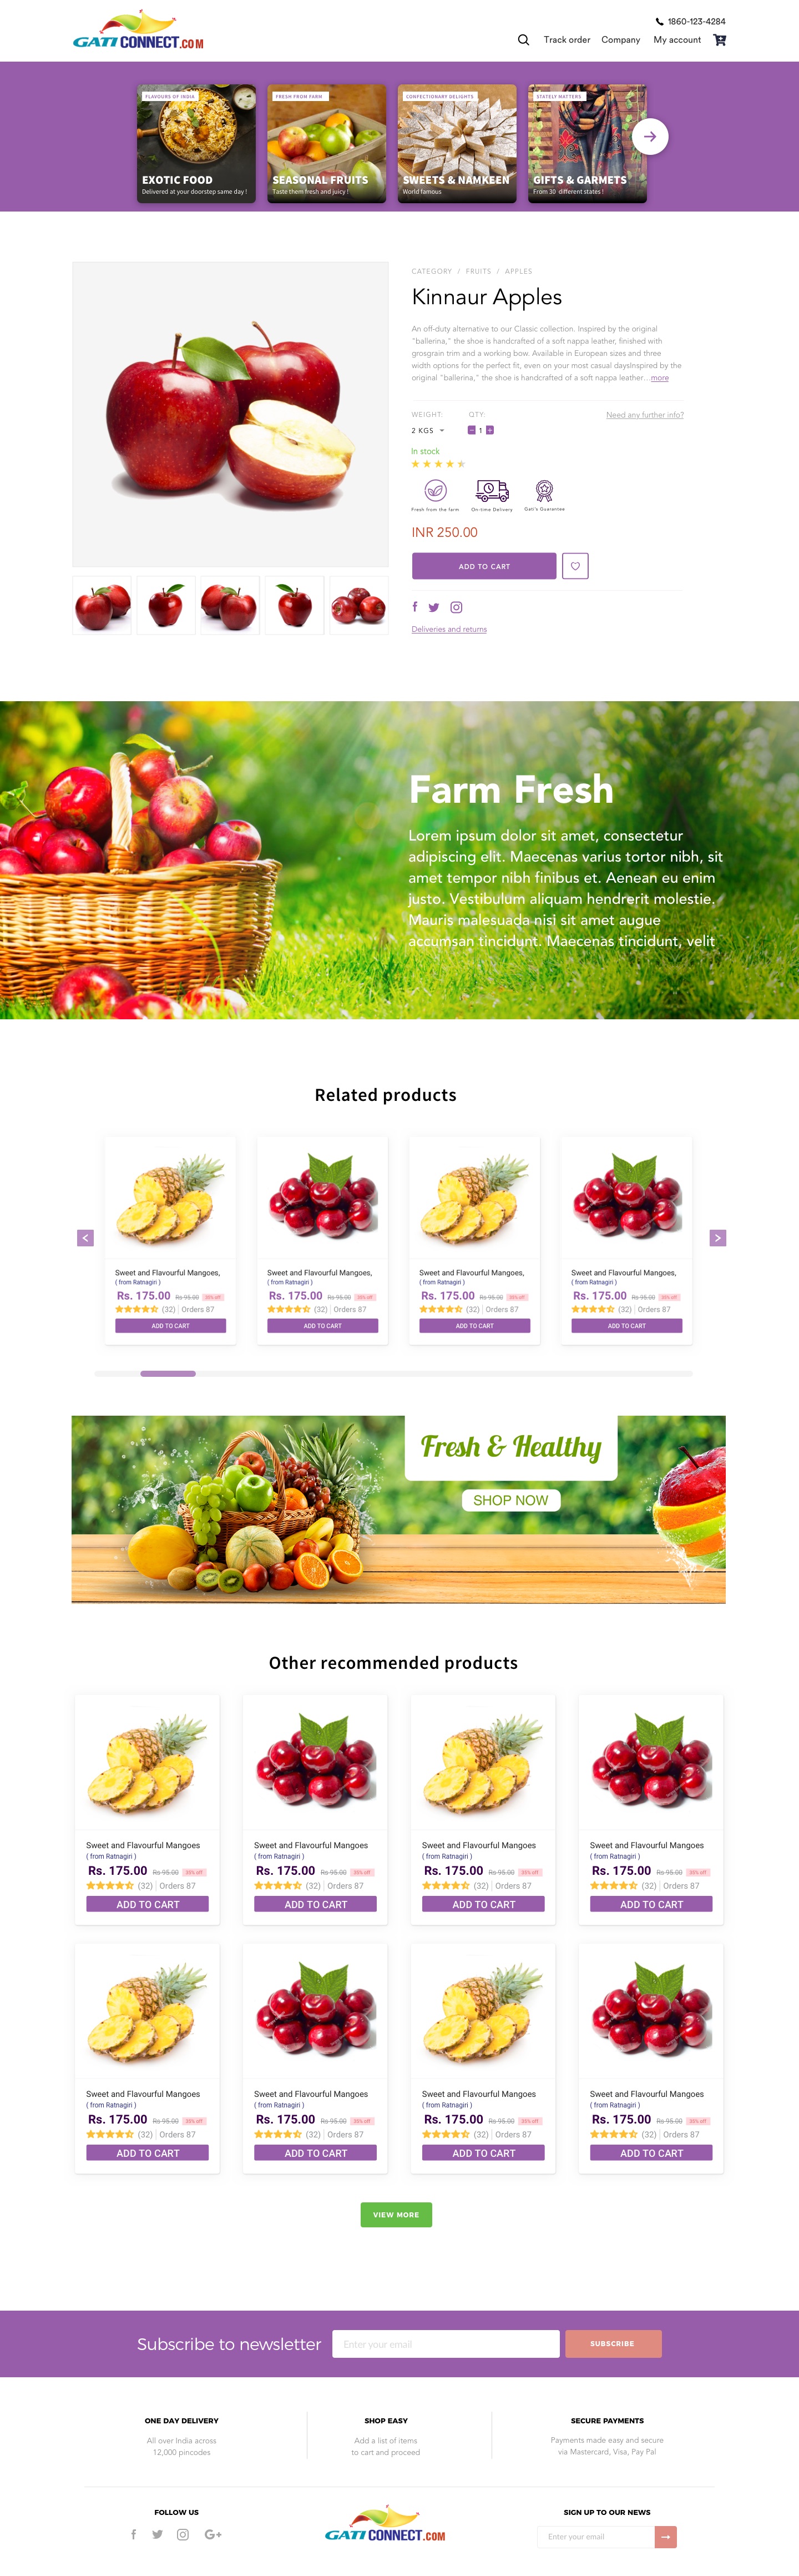 GATI CONNECT.COM
1860-123-4284
Track order Company My account
FLAVOURS OF INDIA
EXOTIC FOOD
Delivered at your doorstep same day !
FRESH FROM FARM
SEASONAL FRUITS
Taste them fresh and juicy !
CONFECTIONARY DELIGHTS
SWEETS & NAMKEEN
World famous
STATELY MATTERS
GIFTS & GARMETS
From 30 different states !
CATEGORY / FRUITS / APPLES
Kinnaur Apples
An off-duty alternative to our Classic collection. Inspired by the original
"ballerina," the shoe is handcrafted of a soft nappa leather, finished with
grosgrain trim and a working bow. Available in European sizes and three
width options for the perfect fit, even on your most casual daysInspired by the
original "ballerina," the shoe is handcrafted of a soft nappa leather...more
WEIGHT: QTY: Need any further info?
2 KGS - 1 +
In stock
Fresh from the farm On-time Delivery Gati's Guarantee
INR 250.00
ADD TO CART
Deliveries and returns
Farm Fresh
Lorem ipsum dolor sit amet, consectetur
adipiscing elit. Maecenas varius tortor nibh, sit
amet tempor nibh finibus et. Aenean eu enim
justo. Vestibulum aliquam hendrerit molestie.
Mauris malesuada nisi sit amet augue
accumsan tincidunt. Maecenas tincidunt, velit
Related products
Sweet and Flavourful Mangoes,
( from Ratnagiri )
Rs. 175.00 Rs 95.00
(32) Orders 87
ADD TO CART
Sweet and Flavourful Mangoes,
( from Ratnagiri )
Rs. 175.00 Rs 95.00
(32) Orders 87
ADD TO CART
Sweet and Flavourful Mangoes,
( from Ratnagiri )
Rs. 175.00 Rs 95.00
(32) Orders 87
ADD TO CART
Sweet and Flavourful Mangoes,
( from Ratnagiri )
Rs. 175.00 Rs 95.00
(32) Orders 87
ADD TO CART
Fresh & Healthy
SHOP NOW
Other recommended products
Sweet and Flavourful Mangoes
( from Ratnagiri )
Rs. 175.00 Rs 95.00
(32) Orders 87
ADD TO CART
Sweet and Flavourful Mangoes
( from Ratnagiri )
Rs. 175.00 Rs 95.00
(32) Orders 87
ADD TO CART
Sweet and Flavourful Mangoes
( from Ratnagiri )
Rs. 175.00 Rs 95.00
(32) Orders 87
ADD TO CART
Sweet and Flavourful Mangoes
( from Ratnagiri )
Rs. 175.00 Rs 95.00
(32) Orders 87
ADD TO CART
Sweet and Flavourful Mangoes
( from Ratnagiri )
Rs. 175.00 Rs 95.00
(32) Orders 87
ADD TO CART
Sweet and Flavourful Mangoes
( from Ratnagiri )
Rs. 175.00 Rs 95.00
(32) Orders 87
ADD TO CART
Sweet and Flavourful Mangoes
( from Ratnagiri )
Rs. 175.00 Rs 95.00
(32) Orders 87
ADD TO CART
Sweet and Flavourful Mangoes
( from Ratnagiri )
Rs. 175.00 Rs 95.00
(32) Orders 87
ADD TO CART
VIEW MORE
Subscribe to newsletter Enter your email SUBSCRIBE
ONE DAY DELIVERY
All over India across
12,000 pincodes
SHOP EASY
Add a list of items
to cart and proceed
SECURE PAYMENTS
Payments made easy and secure
via Mastercard, Visa, Pay Pal
FOLLOW US
GATI CONNECT.COM
SIGN UP TO OUR NEWS
Enter your email